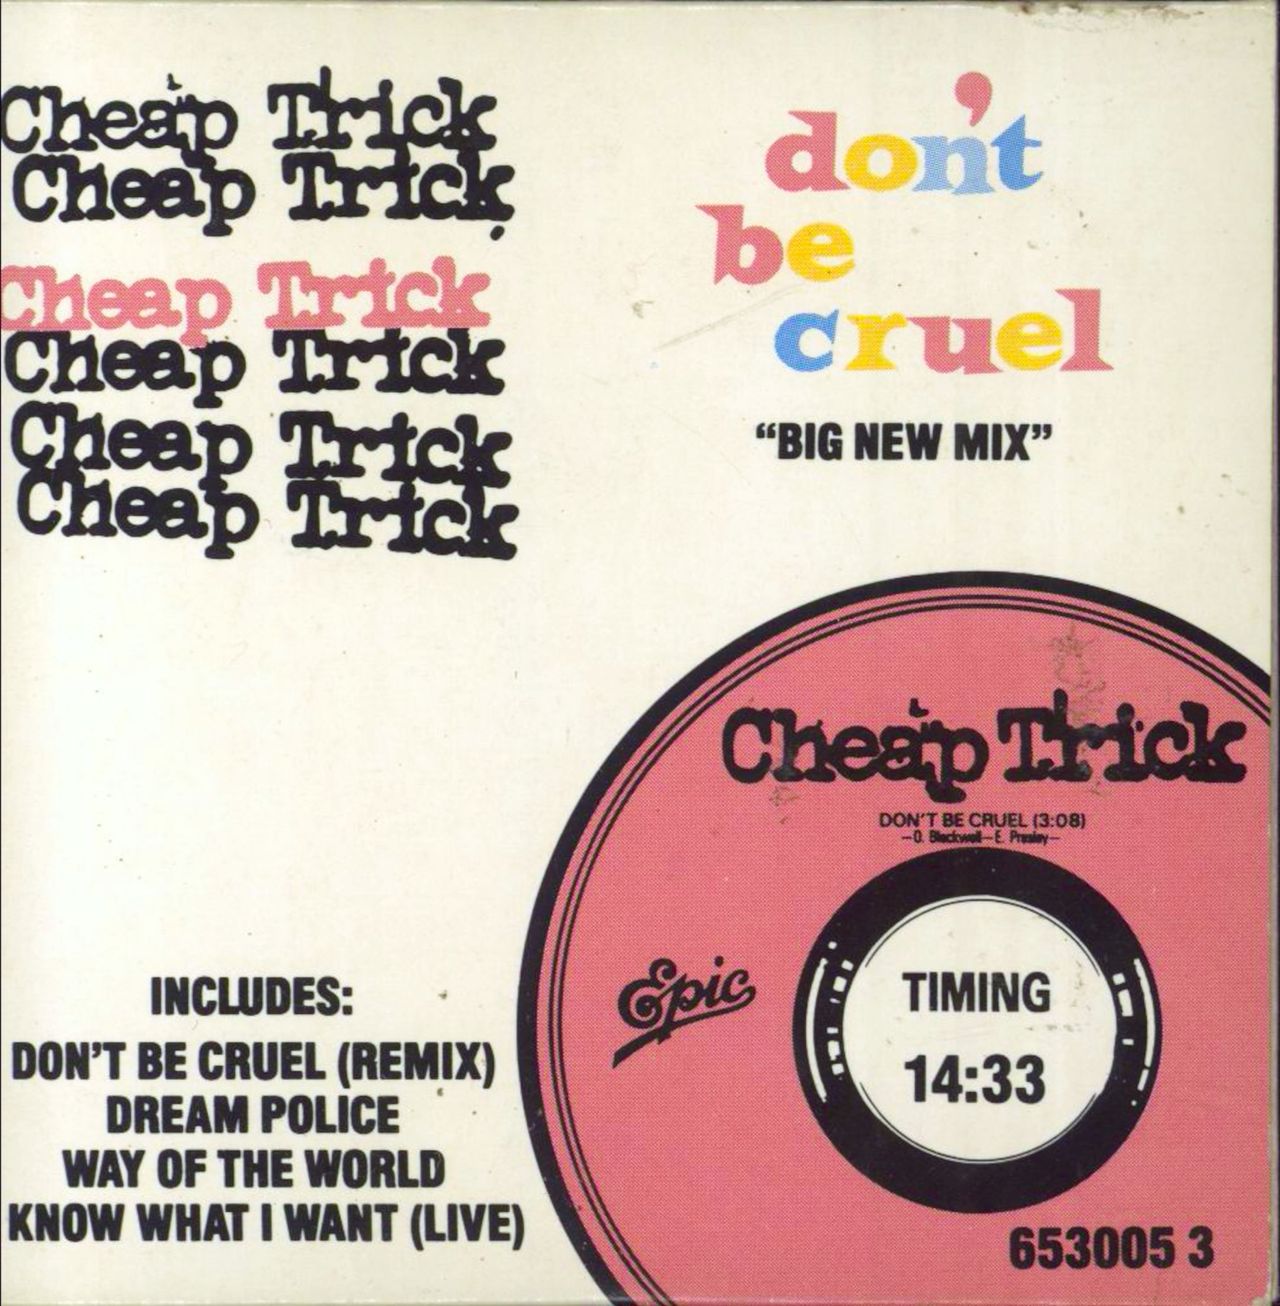 Cheap Trick
Cheap Trick
Cheap Trick
Cheap Trick
Cheap Trick
Cheap Trick
don't
be
cruel
“BIG NEW MIX”
Cheap Trick
DON'T BE CRUEL (3:08)
—O. Blackwell—E. Presley—
Epic
TIMING
14:33
INCLUDES:
DON'T BE CRUEL (REMIX)
DREAM POLICE
WAY OF THE WORLD
KNOW WHAT I WANT (LIVE)
653005 3